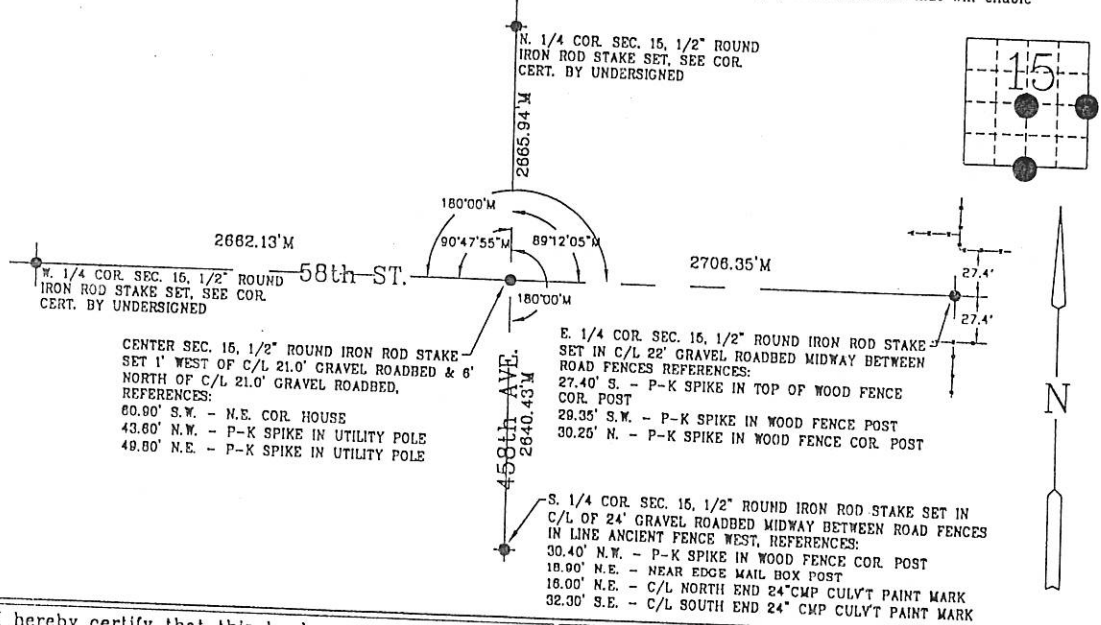 that will enable
N. 1/4 COR. SEC. 15, 1/2" ROUND
IRON ROD STAKE SET, SEE COR.
CERT. BY UNDERSIGNED
15
2665.94'M
180°00'M
90°47'55"M
89°12'05"M
2662.13'M
2706.35'M
58th ST.
180°00'M
27.4'
27.4'
W. 1/4 COR. SEC. 15, 1/2" ROUND
IRON ROD STAKE SET, SEE COR.
CERT. BY UNDERSIGNED
CENTER SEC. 15, 1/2" ROUND IRON ROD STAKE
SET 1' WEST OF C/L 21.0' GRAVEL ROADBED & 6'
NORTH OF C/L 21.0' GRAVEL ROADBED,
REFERENCES:
60.90' S.W. - N.E. COR. HOUSE
43.60' N.W. - P-K SPIKE IN UTILITY POLE
49.80' N.E. - P-K SPIKE IN UTILITY POLE
458th AVE.
2640.43'M
E. 1/4 COR. SEC. 15, 1/2" ROUND IRON ROD STAKE
SET IN C/L 22' GRAVEL ROADBED MIDWAY BETWEEN
ROAD FENCES REFERENCES:
27.40' S. - P-K SPIKE IN TOP OF WOOD FENCE
COR. POST
29.35' S.W. - P-K SPIKE IN WOOD FENCE POST
30.25' N. - P-K SPIKE IN WOOD FENCE COR. POST
N
S. 1/4 COR. SEC. 15, 1/2" ROUND IRON ROD STAKE SET IN
C/L OF 24' GRAVEL ROADBED MIDWAY BETWEEN ROAD FENCES
IN LINE ANCIENT FENCE WEST, REFERENCES:
30.40' N.W. - P-K SPIKE IN WOOD FENCE COR. POST
18.90' N.E. - NEAR EDGE MAIL BOX POST
16.00' N.E. - C/L NORTH END 24"CMP CULV'T PAINT MARK
32.30' S.E. - C/L SOUTH END 24" CMP CULV'T PAINT MARK
hereby certify that this